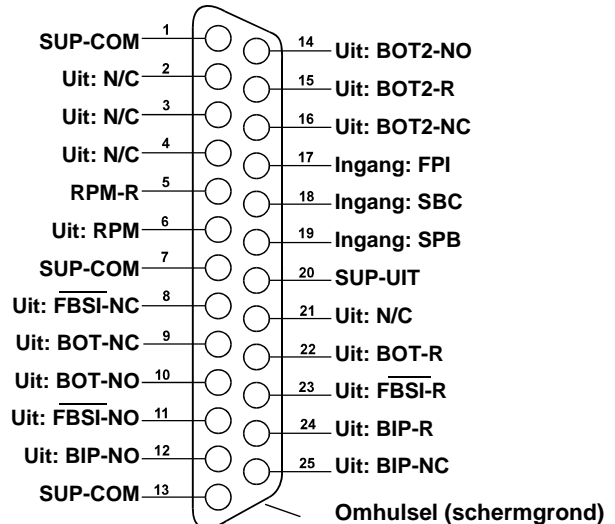 SUP-COM 1
Uit: N/C 2
Uit: N/C 3
Uit: N/C 4
RPM-R 5
Uit: RPM 6
SUP-COM 7
Uit: F̅B̅S̅I̅-NC 8
Uit: BOT-NC 9
Uit: BOT-NO 10
Uit: F̅B̅S̅I̅-NO 11
Uit: BIP-NO 12
SUP-COM 13
14 Uit: BOT2-NO
15 Uit: BOT2-R
16 Uit: BOT2-NC
17 Ingang: FPI
18 Ingang: SBC
19 Ingang: SPB
20 SUP-UIT
21 Uit: N/C
22 Uit: BOT-R
23 Uit: F̅B̅S̅I̅-R
24 Uit: BIP-R
25 Uit: BIP-NC
Omhulsel (schermgrond)